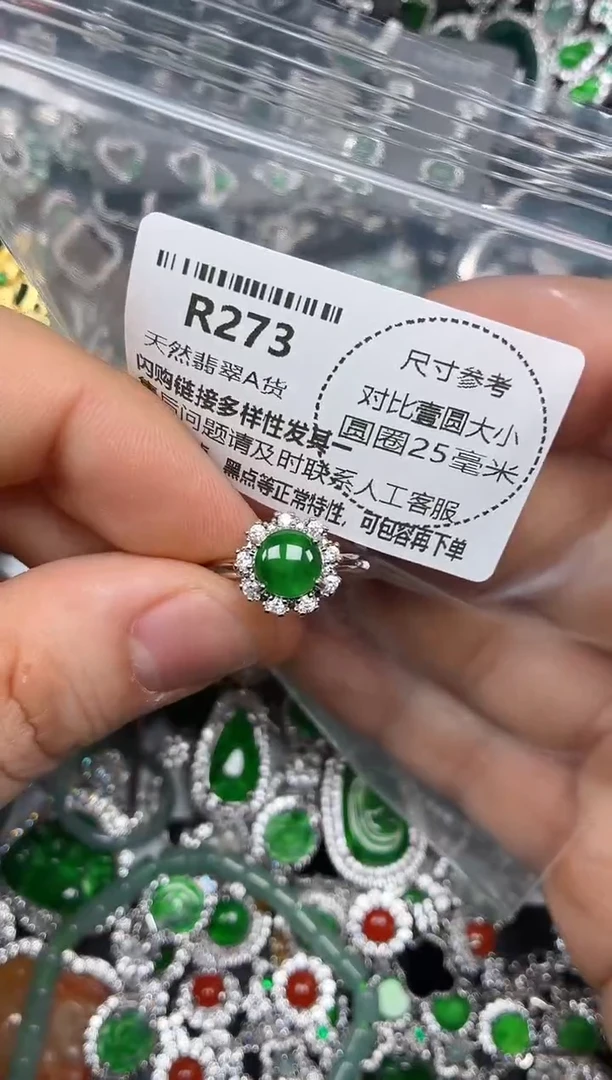 R273
天然翡翠A货
闪购链接多样性发其一
后问题请及时联系人工客服
黑点等正常特性,可包容再下单
尺寸参考
对比壹圆大小
圆圈25毫米